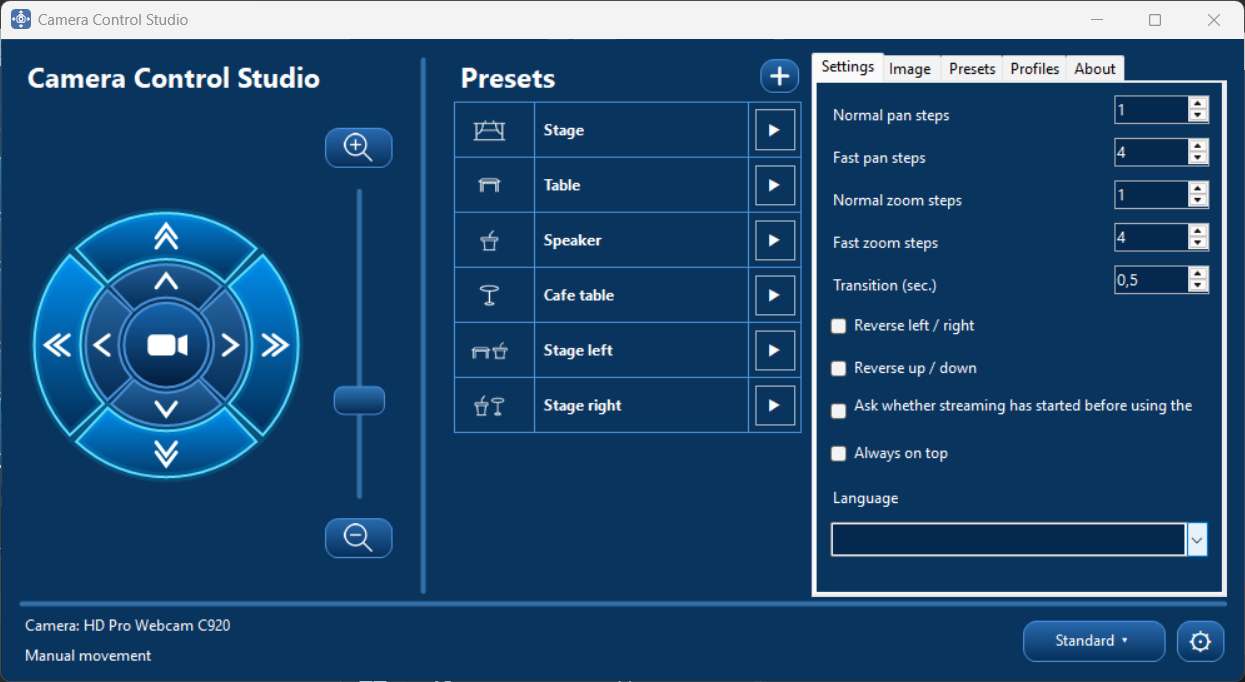 Camera Control Studio
Camera Control Studio
Presets
Stage
Table
Speaker
Cafe table
Stage left
Stage right
Settings
Image
Presets
Profiles
About
Normal pan steps
1
Fast pan steps
4
Normal zoom steps
1
Fast zoom steps
4
Transition (sec.)
0,5
Reverse left / right
Reverse up / down
Ask whether streaming has started before using the
Always on top
Language
Camera: HD Pro Webcam C920
Manual movement
Standard